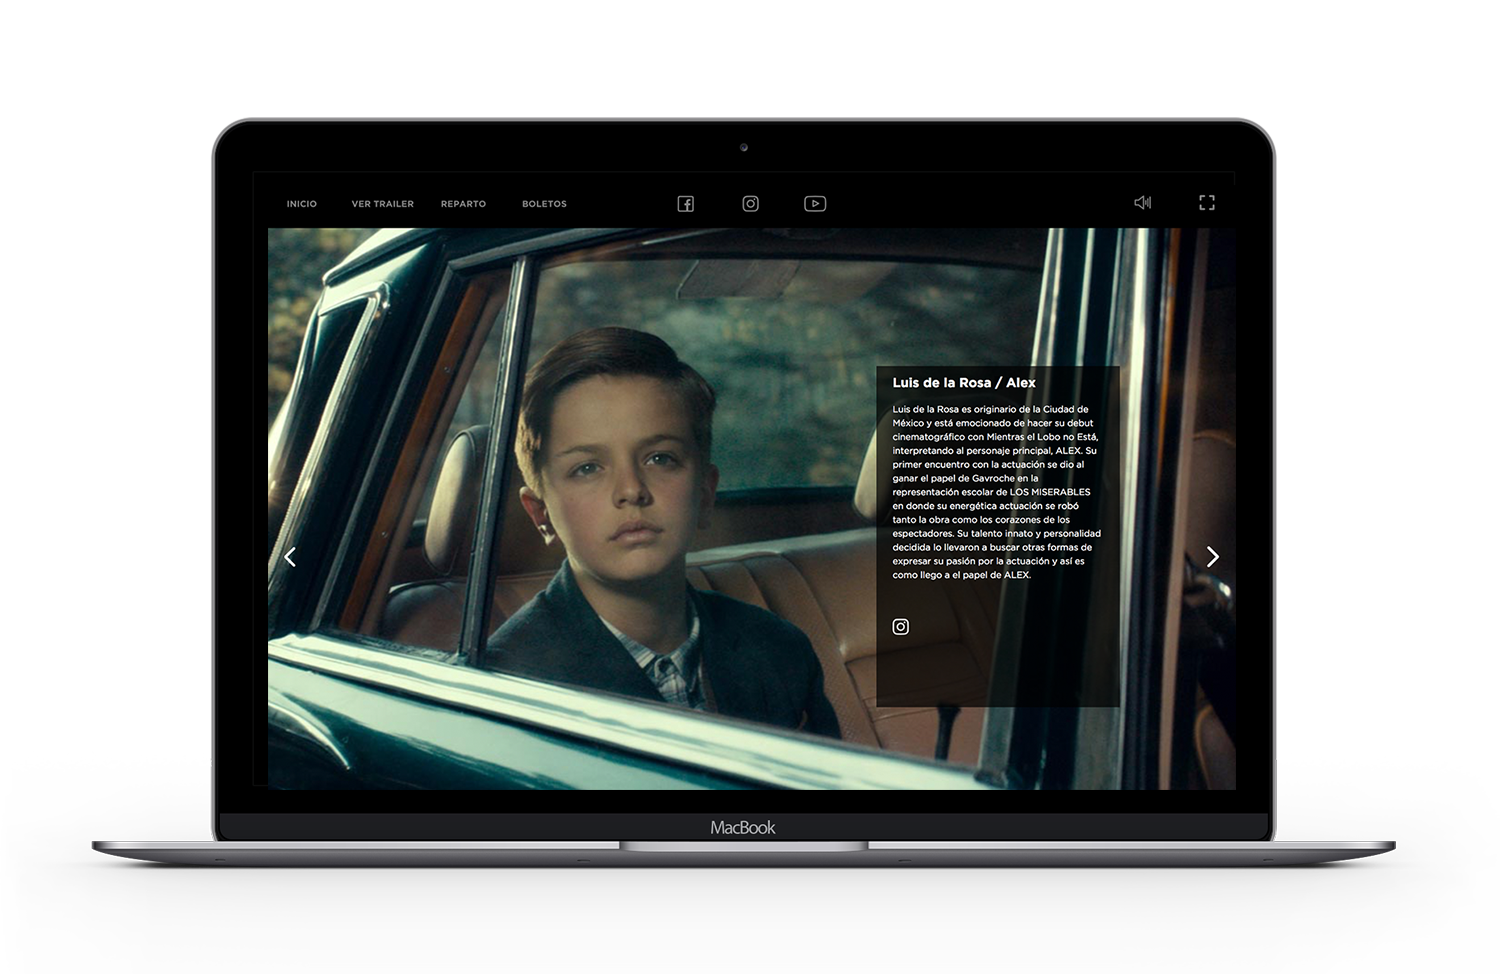 INICIO VER TRAILER REPARTO BOLETOS
Luis de la Rosa / Alex
Luis de la Rosa es originario de la Ciudad de
México y está emocionado de hacer su debut
cinematográfico con Mientras el Lobo no Está,
interpretando al personaje principal, ALEX. Su
primer encuentro con la actuación se dio al
ganar el papel de Gavroche en la
representación escolar de LOS MISERABLES
en donde su energética actuación se robó
tanto la obra como los corazones de los
espectadores. Su talento innato y personalidad
decidida lo llevaron a buscar otras formas de
expresar su pasión por la actuación y así es
como llego a el papel de ALEX.
MacBook